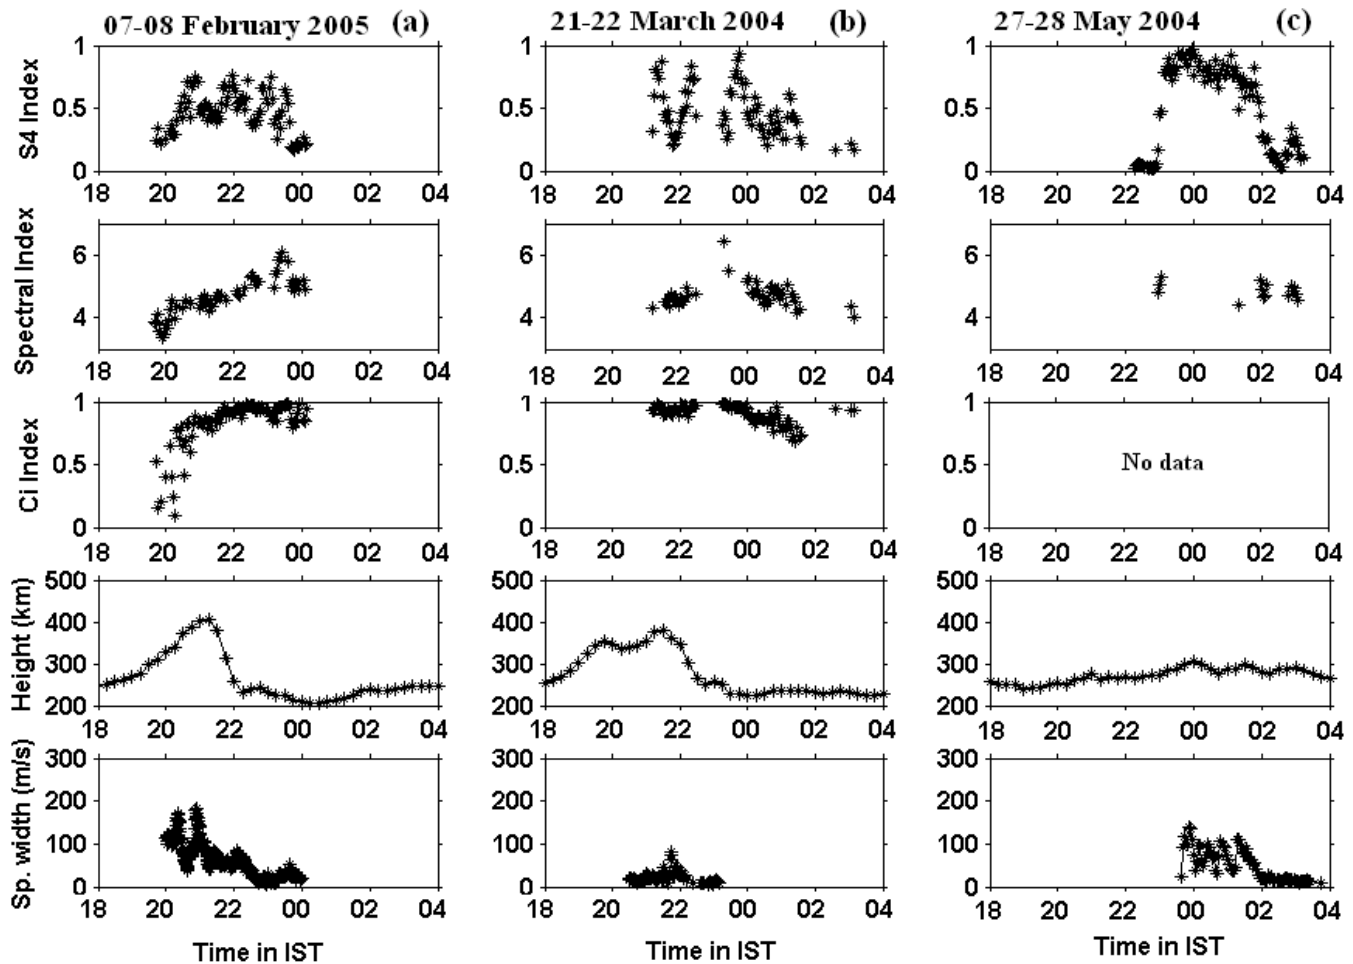 07-08 February 2005 (a) 21-22 March 2004 (b) 27-28 May 2004 (c)
S4 Index
1 1 1
0.5 0.5 0.5
0 0 0
18 20 22 00 02 04 18 20 22 00 02 04 18 20 22 00 02 04
Spectral Index
6 6 6
4 4 4
18 20 22 00 02 04 18 20 22 00 02 04 18 20 22 00 02 04
Ci Index
1 1 1
0.5 0.5 0.5
No data
0 0 0
18 20 22 00 02 04 18 20 22 00 02 04 18 20 22 00 02 04
Height (km)
500 500 500
400 400 400
300 300 300
200 200 200
18 20 22 00 02 04 18 20 22 00 02 04 18 20 22 00 02 04
Sp. width (m/s)
300 300 300
200 200 200
100 100 100
0 0 0
18 20 22 00 02 04 18 20 22 00 02 04 18 20 22 00 02 04
Time in IST Time in IST Time in IST